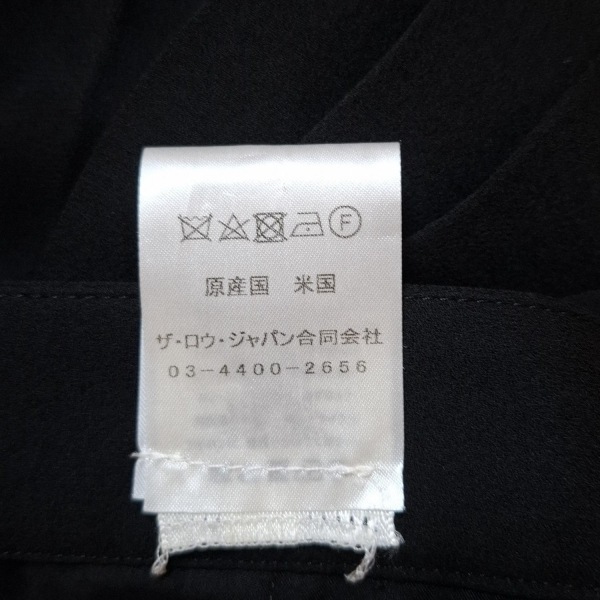 F
原産国 米国
ザ・ロウ・ジャパン合同会社
03-4400-2656